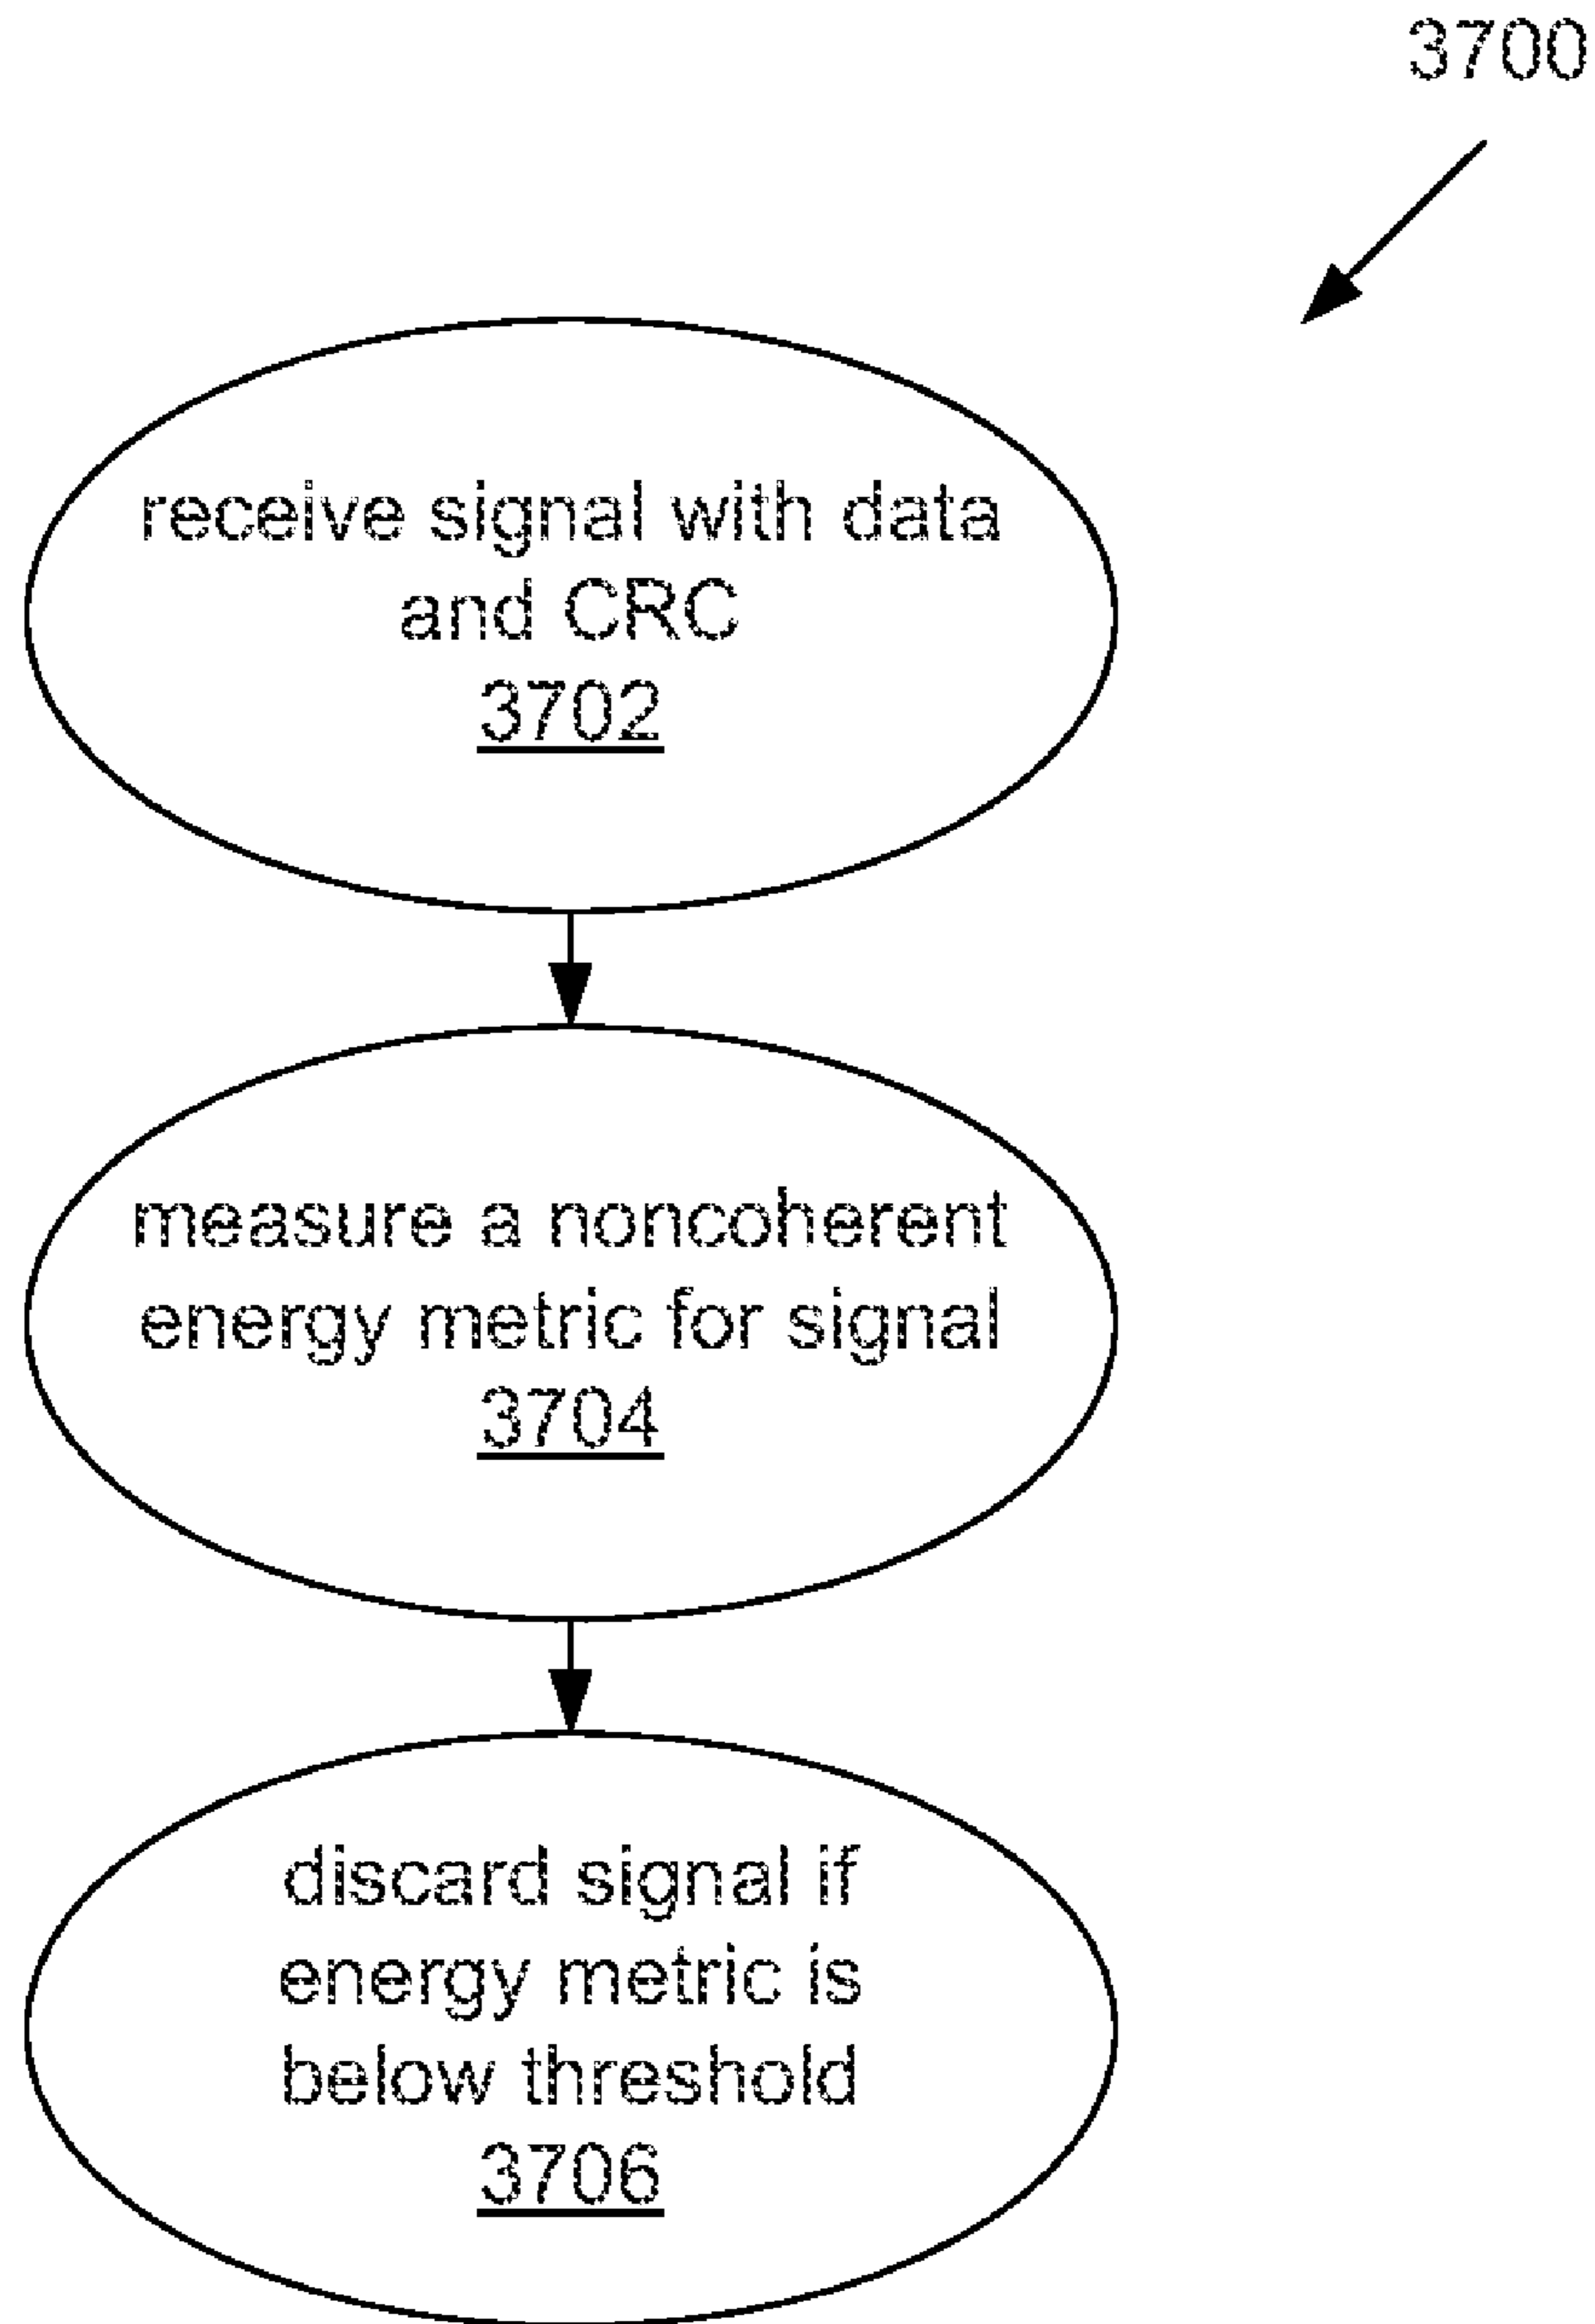 3700
receive signal with data
and CRC
3702
measure a noncoherent
energy metric for signal
3704
discard signal if
energy metric is
below threshold
3706